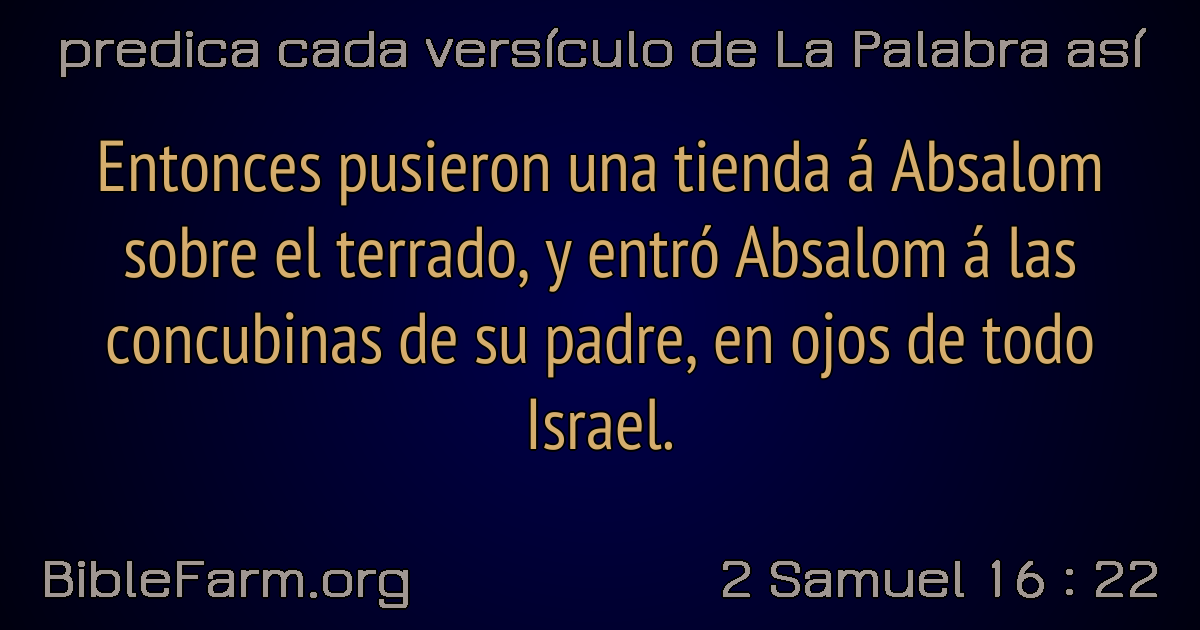 predica cada versículo de La Palabra así
Entonces pusieron una tienda á Absalom
sobre el terrado, y entró Absalom á las
concubinas de su padre, en ojos de todo
Israel.
BibleFarm.org
2 Samuel 16 : 22